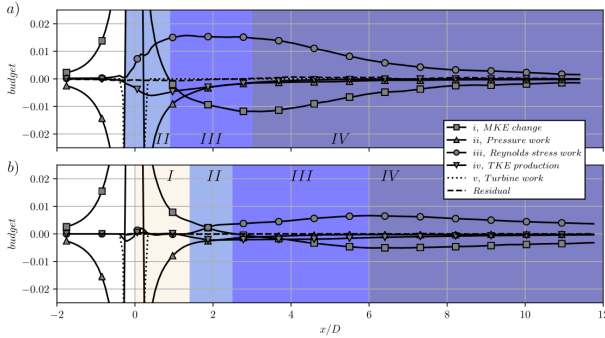 a)
0.02
0.01
0.00
−0.01
−0.02
budget
II
III
IV
i, MKE change
ii, Pressure work
iii, Reynolds stress work
iv, TKE production
v, Turbine work
Residual
b)
0.02
0.01
0.00
−0.01
−0.02
budget
I
II
III
IV
−2
0
2
4
6
8
10
12
x/D